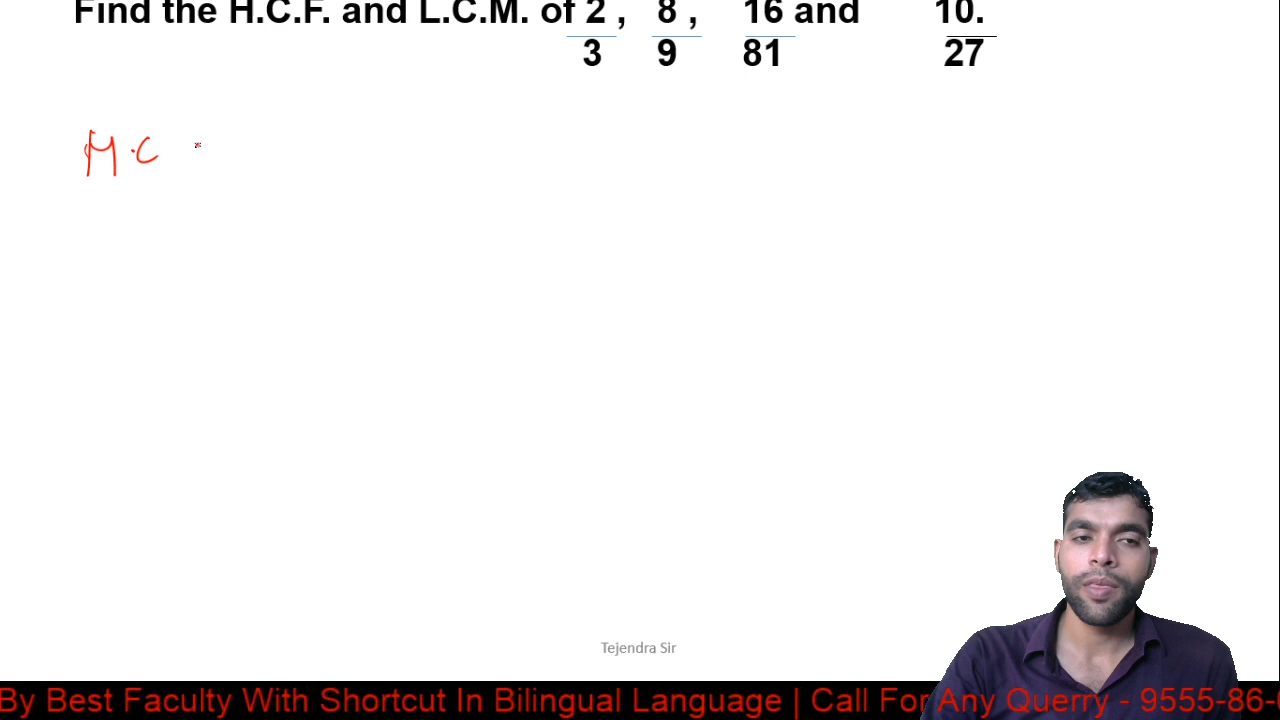 Find the H.C.F. and L.C.M. of 2 , 8 , 16 and 10.
3 9 81 27
H.C
Tejendra Sir
By Best Faculty With Shortcut In Bilingual Language | Call For Any Querry - 9555-86-